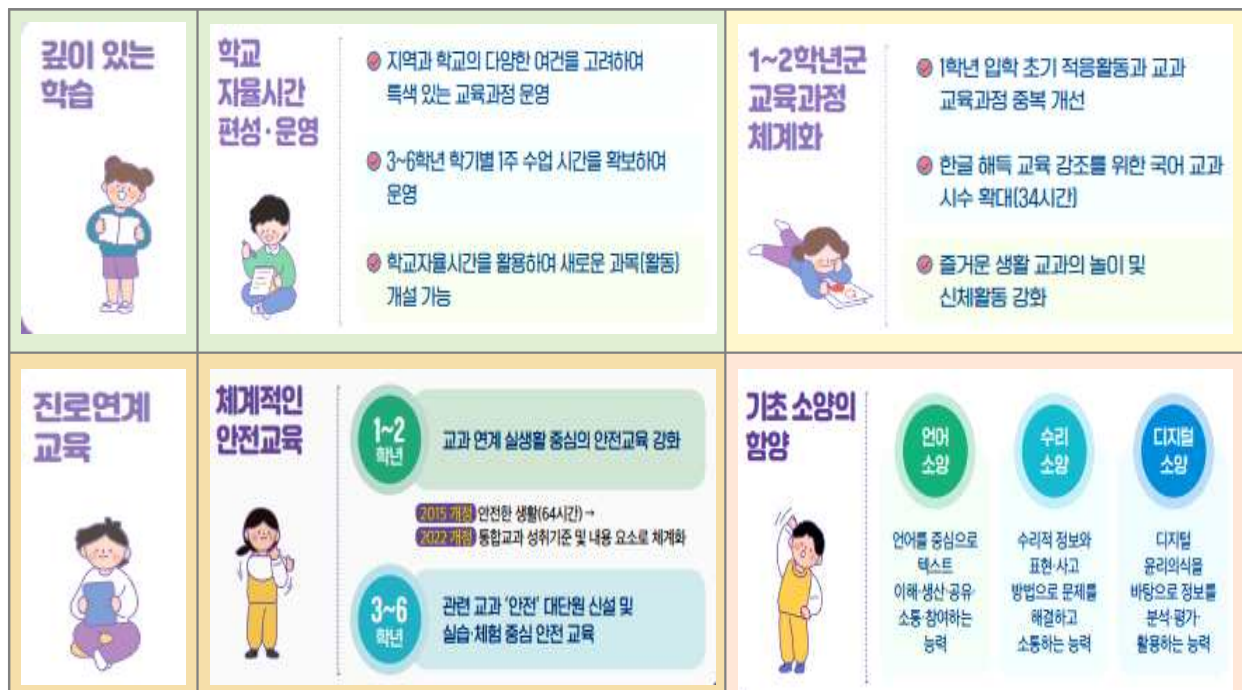 깊이 있는
학습
학교
자율시간
편성·운영
지역과 학교의 다양한 여건을 고려하여
특색 있는 교육과정 운영
3~6학년 학기별 1주 수업 시간을 확보하여
운영
학교자율시간을 활용하여 새로운 과목(활동)
개설 가능
1~2학년군
교육과정
체계화
1학년 입학 초기 적응활동과 교과
교육과정 중복 개선
한글 해득 교육 강조를 위한 국어 교과
시수 확대(34시간)
즐거운 생활 교과의 놀이 및
신체활동 강화
진로연계
교육
체계적인
안전교육
1~2
학년
교과 연계 실생활 중심의 안전교육 강화
2015 개정 안전한 생활(64시간) →
2022 개정 통합교과 성취기준 및 내용 요소로 체계화
3~6
학년
관련 교과 '안전' 대단원 신설 및
실습·체험 중심 안전 교육
기초 소양의
함양
언어
소양
언어를 중심으로
텍스트
이해·생산·공유·
소통·참여하는
능력
수리
소양
수리적 정보와
표현·사고
방법으로 문제를
해결하고
소통하는 능력
디지털
소양
디지털
윤리의식을
바탕으로 정보를
분석·평가·
활용하는 능력